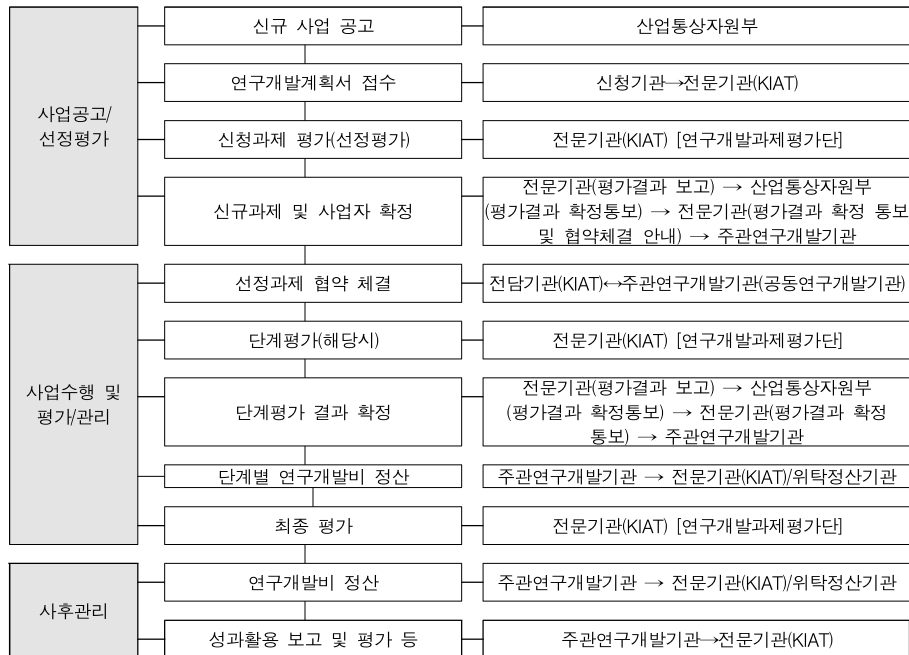 신규 사업 공고
산업통상자원부
연구개발계획서 접수
신청기관→전문기관(KIAT)
사업공고/
선정평가
신청과제 평가(선정평가)
전문기관(KIAT) [연구개발과제평가단]
신규과제 및 사업자 확정
전문기관(평가결과 보고) → 산업통상자원부
(평가결과 확정통보) → 전문기관(평가결과 확정 통보
및 협약체결 안내) → 주관연구개발기관
선정과제 협약 체결
전담기관(KIAT)↔주관연구개발기관(공동연구개발기관)
단계평가(해당시)
전문기관(KIAT) [연구개발과제평가단]
사업수행 및
평가/관리
단계평가 결과 확정
전문기관(평가결과 보고) → 산업통상자원부
(평가결과 확정통보) → 전문기관(평가결과 확정
통보) → 주관연구개발기관
단계별 연구개발비 정산
주관연구개발기관 → 전문기관(KIAT)/위탁정산기관
최종 평가
전문기관(KIAT) [연구개발과제평가단]
사후관리
연구개발비 정산
주관연구개발기관 → 전문기관(KIAT)/위탁정산기관
성과활용 보고 및 평가 등
주관연구개발기관→전문기관(KIAT)